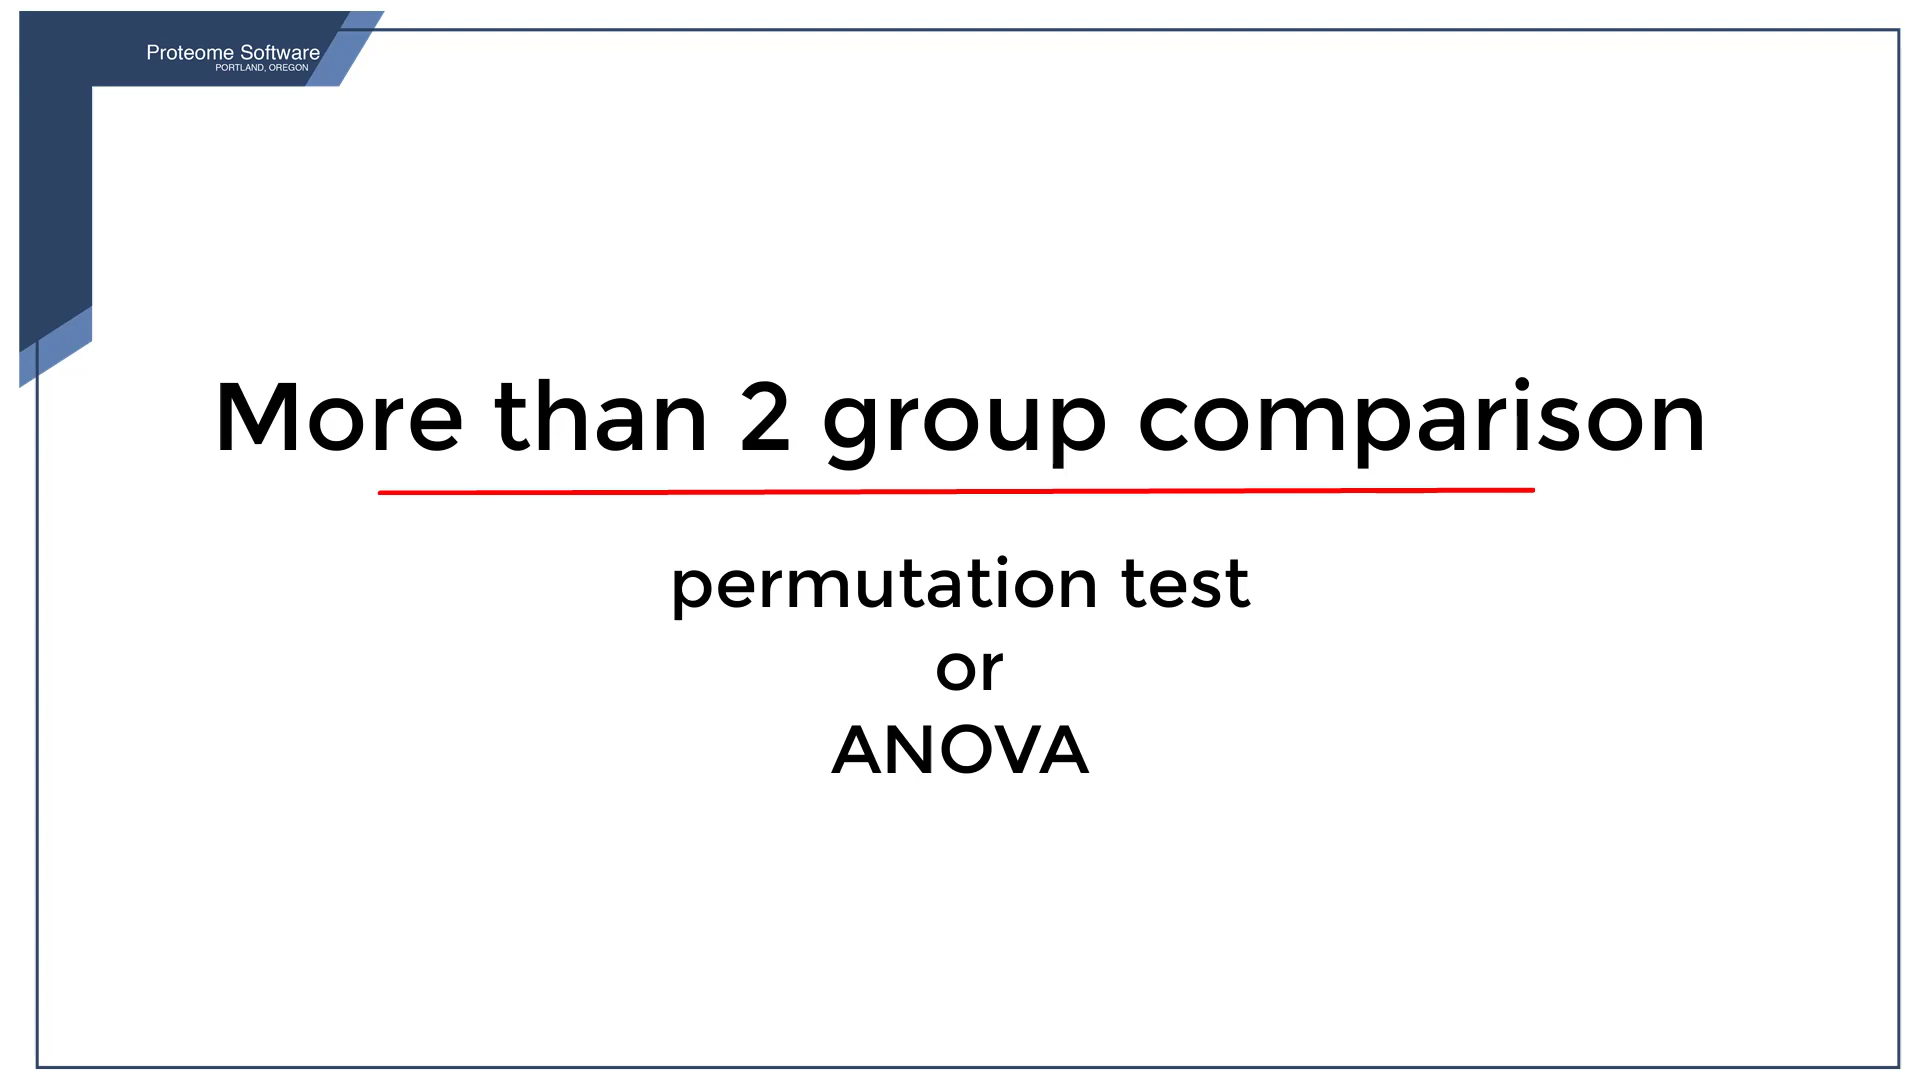 Proteome Software
PORTLAND, OREGON
More than 2 group comparison
permutation test
or
ANOVA